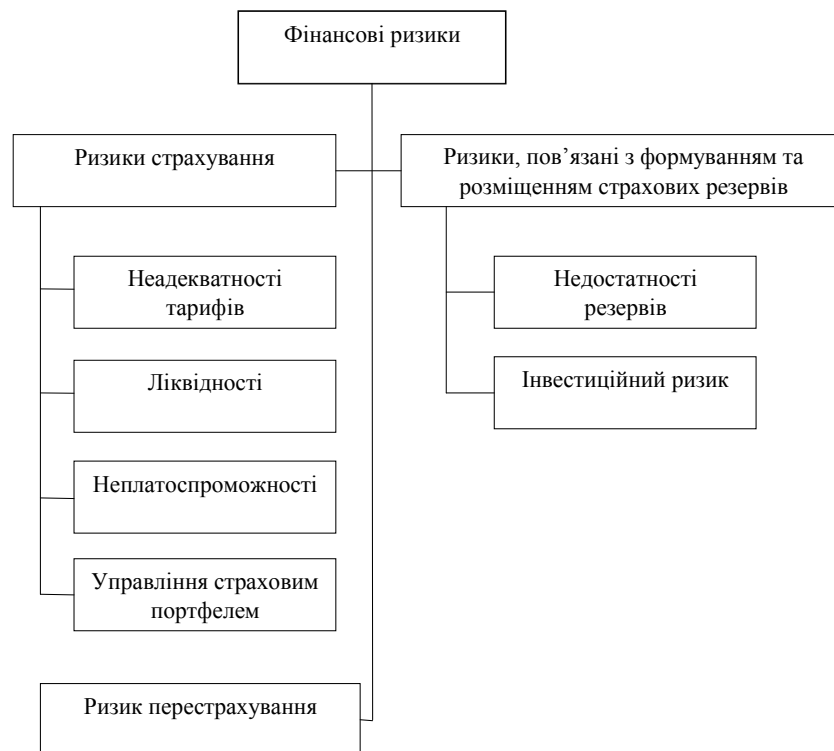 Фінансові ризики
Ризики страхування
Ризики, пов’язані з формуванням та
розміщенням страхових резервів
Неадекватності
тарифів
Ліквідності
Неплатоспроможності
Управління страховим
портфелем
Недостатності
резервів
Інвестиційний ризик
Ризик перестрахування